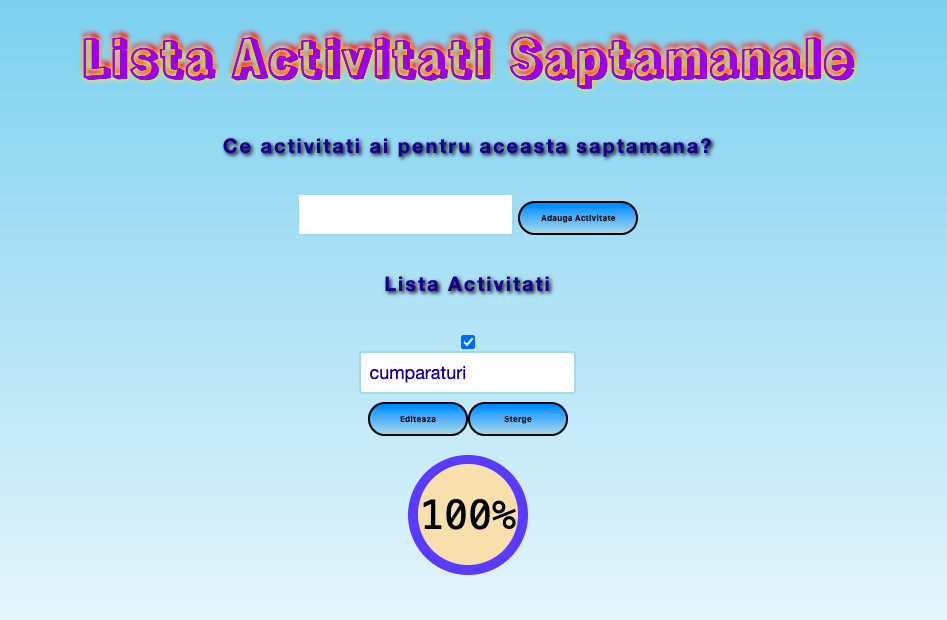 Lista Activitati Saptamanale
Ce activitati ai pentru aceasta saptamana?
Adauga Activitate
Lista Activitati
cumparaturi
Editeaza Sterge
100%